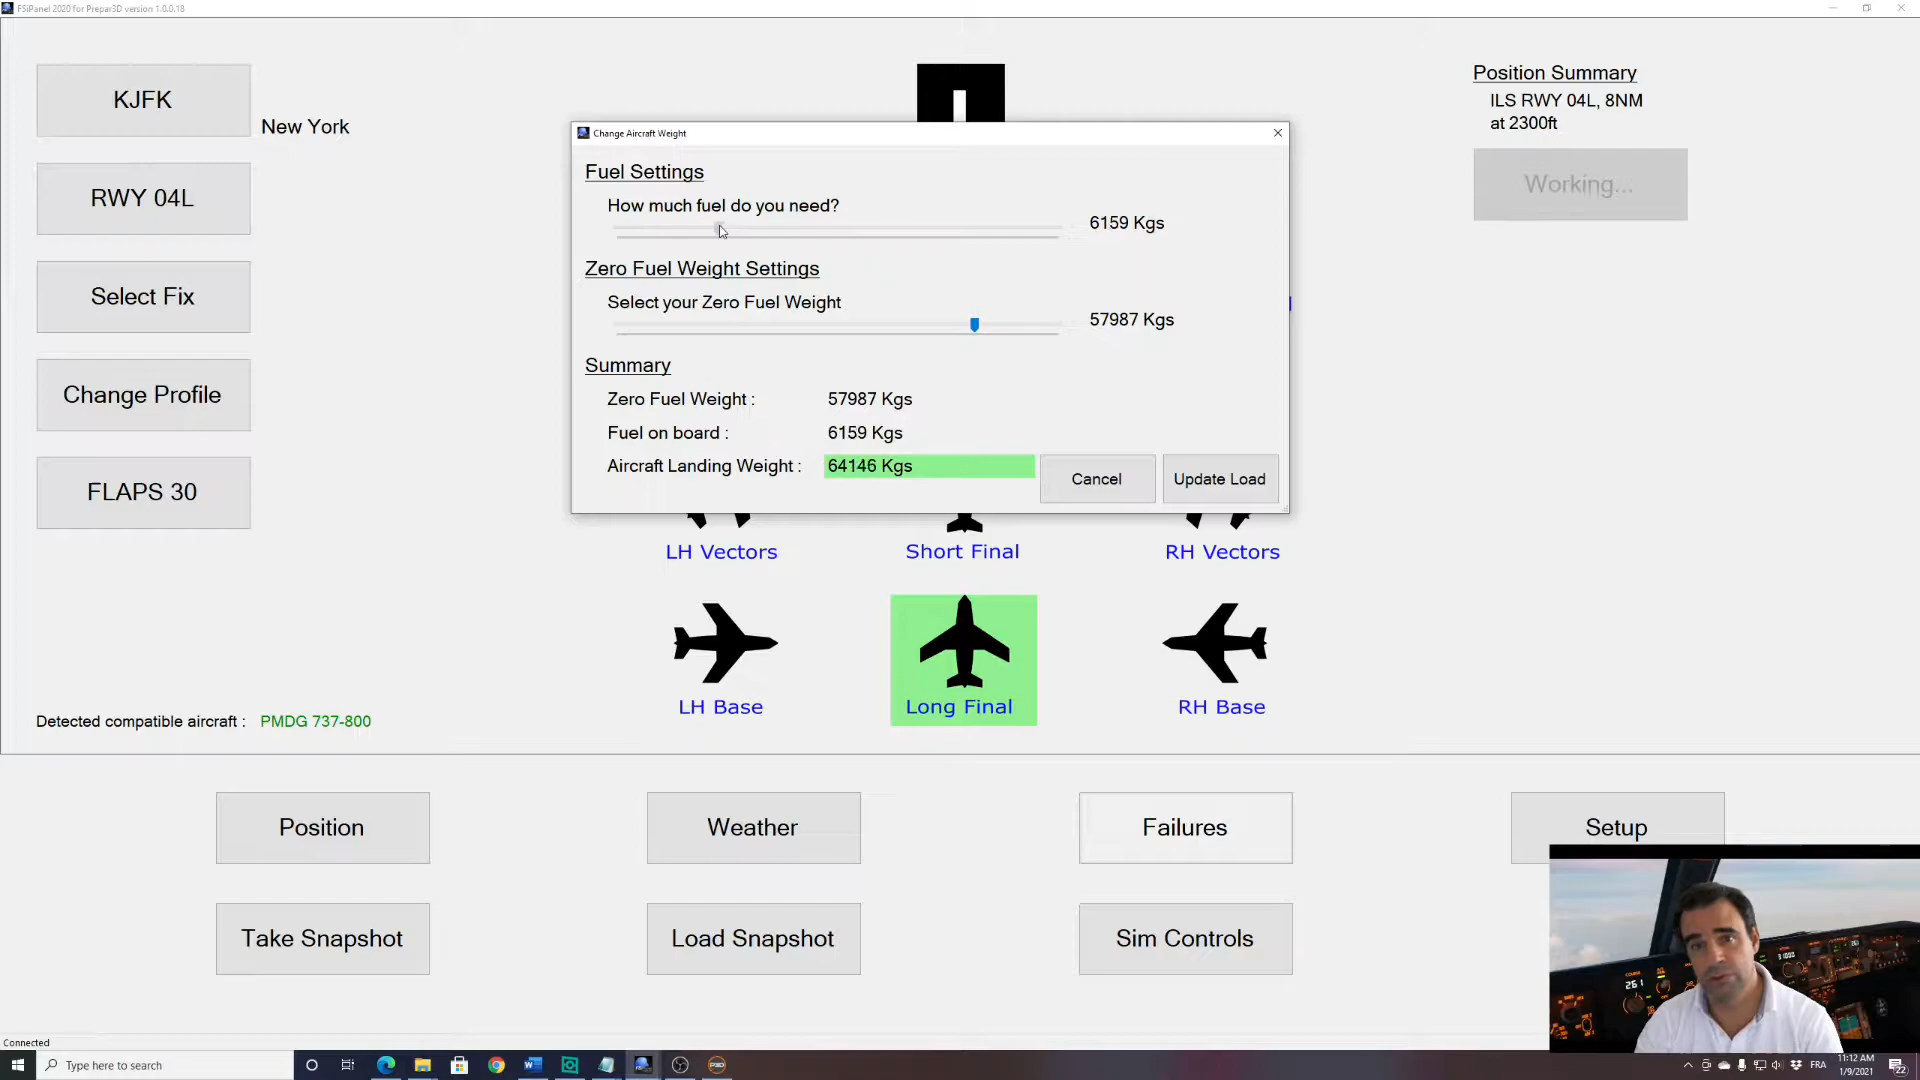 FSiPanel 2020 for Prepar3D version 1.0.0.18
KJFK
New York
RWY 04L
Select Fix
Change Profile
FLAPS 30
Detected compatible aircraft : PMDG 737-800
Position Summary
ILS RWY 04L, 8NM
at 2300ft
Working...
Change Aircraft Weight
Fuel Settings
How much fuel do you need?
6159 Kgs
Zero Fuel Weight Settings
Select your Zero Fuel Weight
57987 Kgs
Summary
Zero Fuel Weight : 57987 Kgs
Fuel on board : 6159 Kgs
Aircraft Landing Weight : 64146 Kgs
Cancel
Update Load
LH Vectors
Short Final
RH Vectors
LH Base
Long Final
RH Base
Position
Weather
Failures
Setup
Take Snapshot
Load Snapshot
Sim Controls
COURSE
261
Connected
Type here to search
FRA
11:12 AM
1/9/2021
22